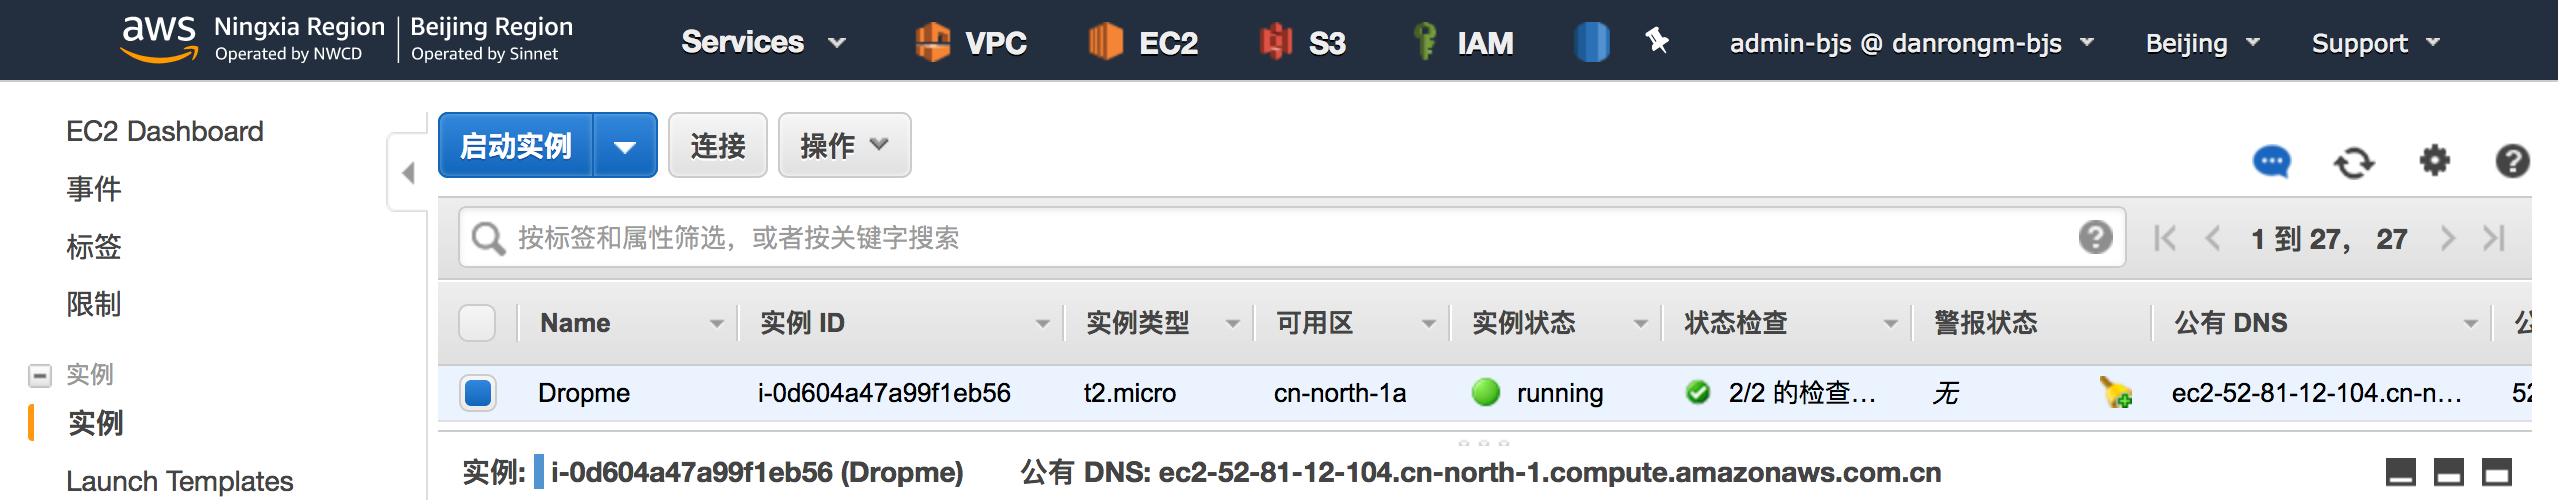 aws Ningxia Region Beijing Region Services VPC EC2 S3 IAM admin-bjs @ danrongm-bjs Beijing Support
Operated by NWCD Operated by Sinnet
EC2 Dashboard
事件
标签
限制
实例
实例
Launch Templates
启动实例 连接 操作
按标签和属性筛选，或者按关键字搜索 1 到 27， 27
Name 实例 ID 实例类型 可用区 实例状态 状态检查 警报状态 公有 DNS
Dropme i-0d604a47a99f1eb56 t2.micro cn-north-1a running 2/2 的检查... 无 ec2-52-81-12-104.cn-n...
实例: i-0d604a47a99f1eb56 (Dropme) 公有 DNS: ec2-52-81-12-104.cn-north-1.compute.amazonaws.com.cn